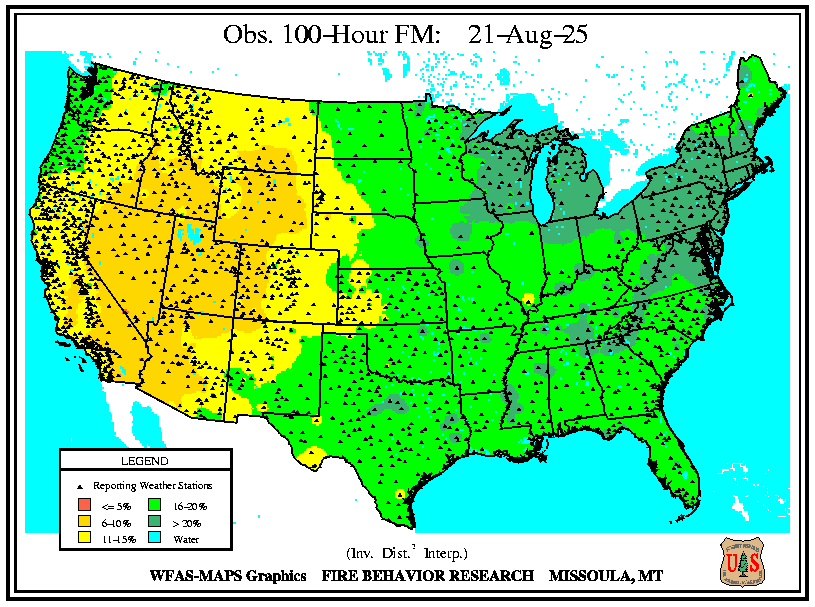 Obs. 100-Hour FM: 21-Aug-25
LEGEND
Reporting Weather Stations
<= 5%
16-20%
6-10%
> 20%
11-15%
Water
(Inv. Dist.² Interp.)
WFAS-MAPS Graphics FIRE BEHAVIOR RESEARCH MISSOULA, MT
U S